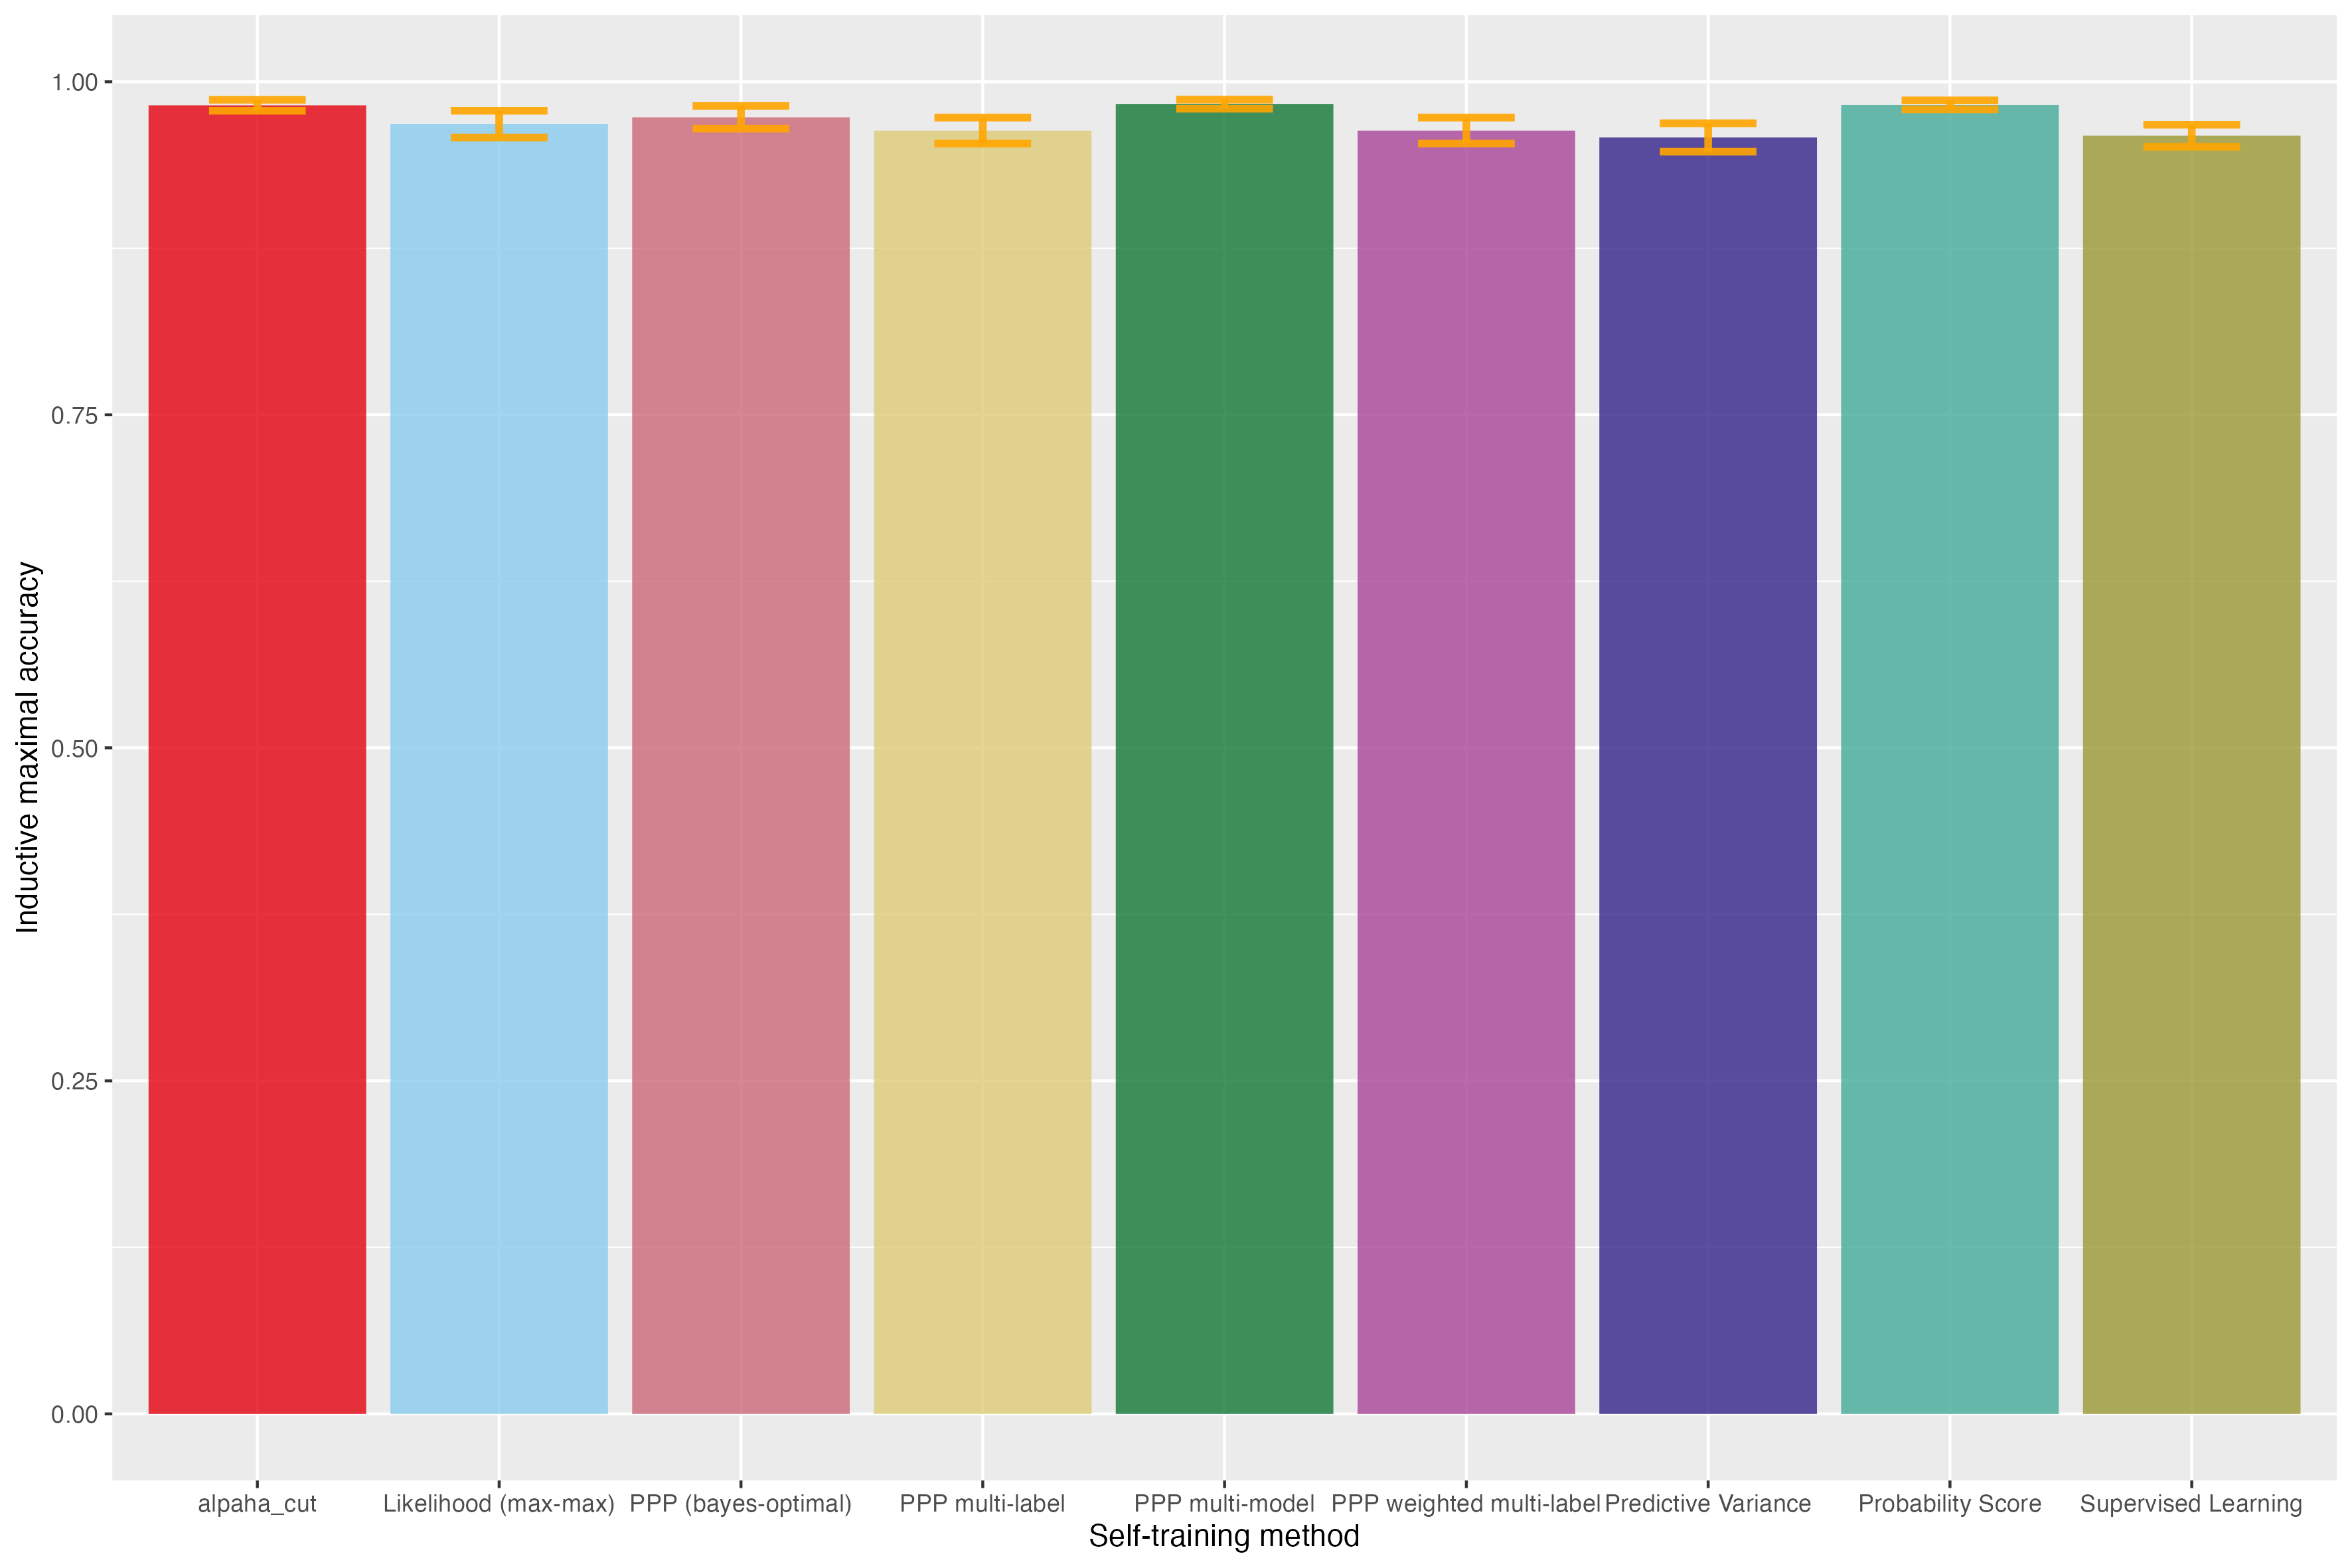 Inductive maximal accuracy
1.00
0.75
0.50
0.25
0.00
alpaha_cut Likelihood (max-max) PPP (bayes-optimal) PPP multi-label PPP multi-model PPP weighted multi-label Predictive Variance Probability Score Supervised Learning
Self-training method